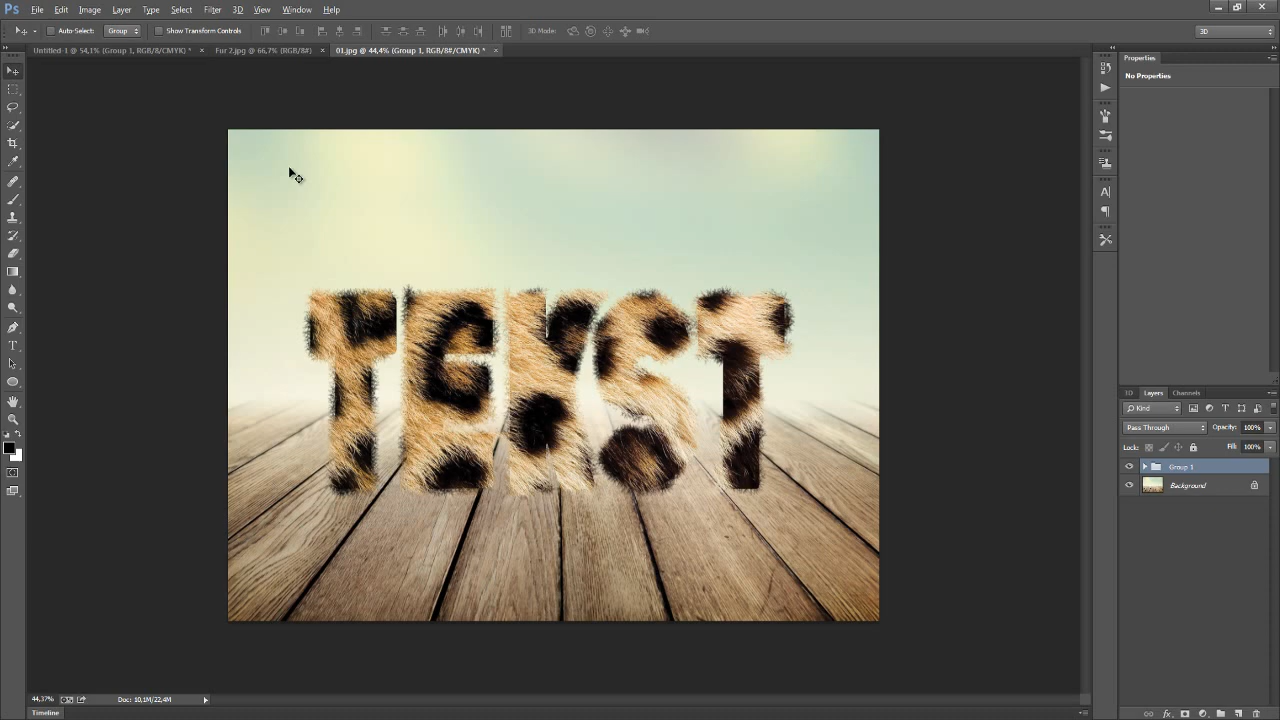 Ps File Edit Image Layer Type Select Filter 3D View Window Help
Auto-Select: Group Show Transform Controls 3D Mode: 3D
Untitled-1 @ 54,1% (Group 1, RGB/8/CMYK) * × Fur 2.jpg @ 66,7% (RGB/8#) × 01.jpg @ 44,4% (Group 1, RGB/8#/CMYK) * ×
Properties
No Properties
TEKST
3D Layers Channels
Kind
Pass Through Opacity: 100%
Lock: Fill: 100%
Group 1
Background
44,37% Doc: 10,1M/22,4M
Timeline